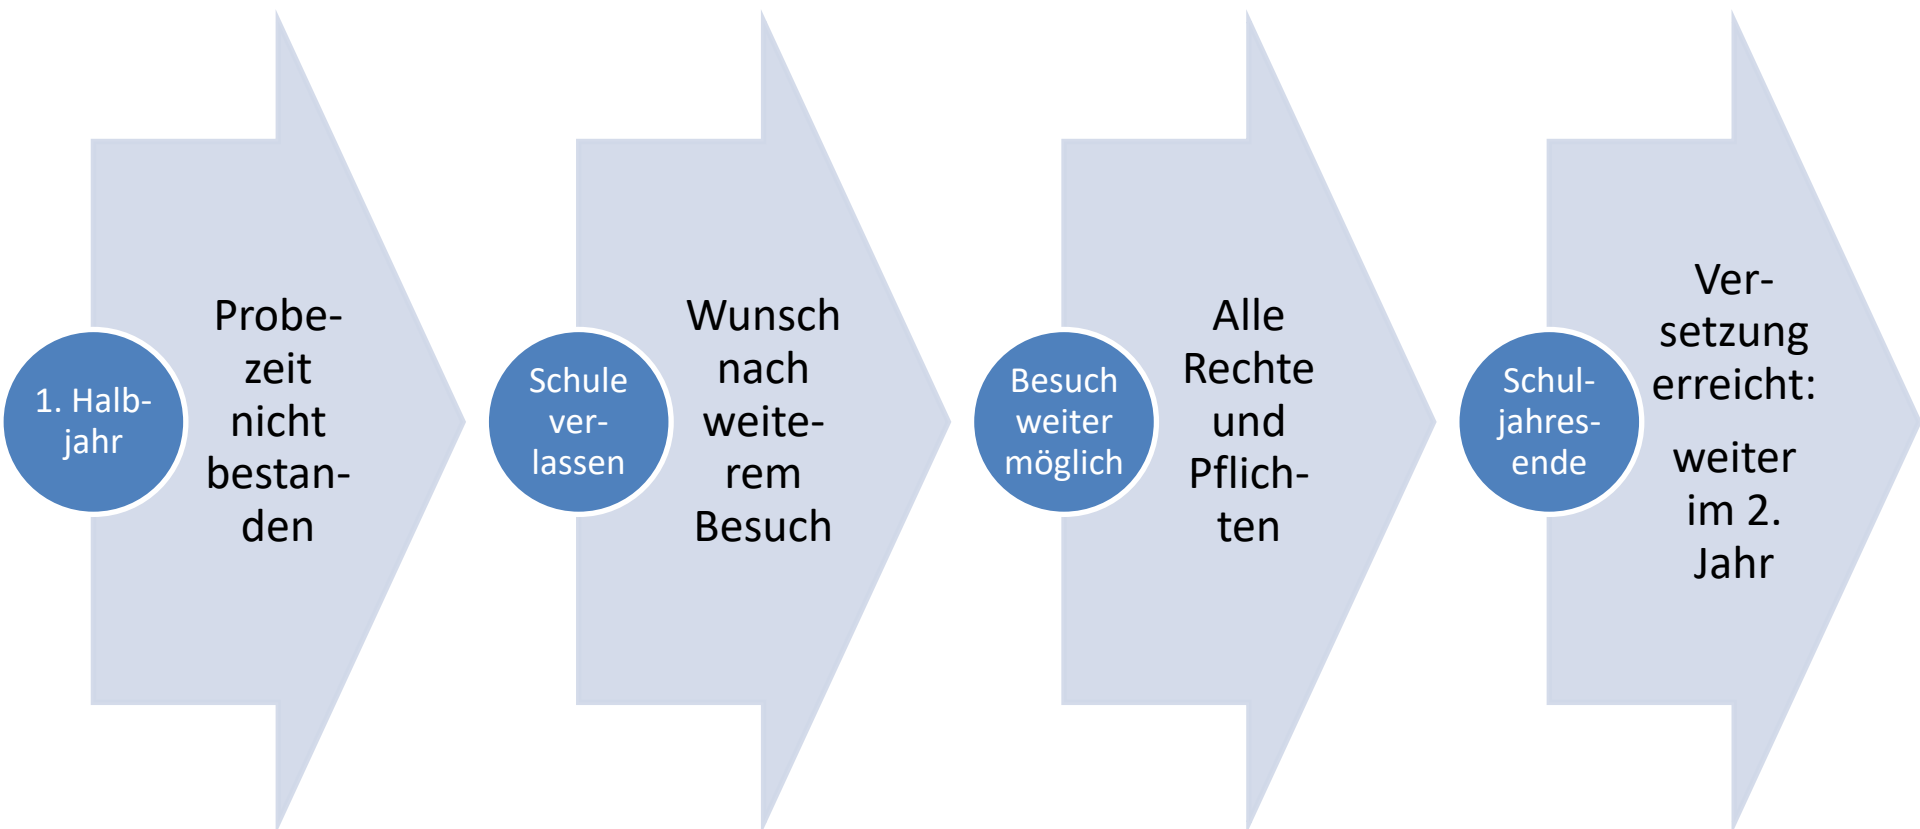 1. Halb-
jahr
Probe-
zeit
nicht
bestan-
den
Schule
ver-
lassen
Wunsch
nach
weite-
rem
Besuch
Besuch
weiter
möglich
Alle
Rechte
und
Pflich-
ten
Schul-
jahres-
ende
Ver-
setzung
erreicht:
weiter
im 2.
Jahr